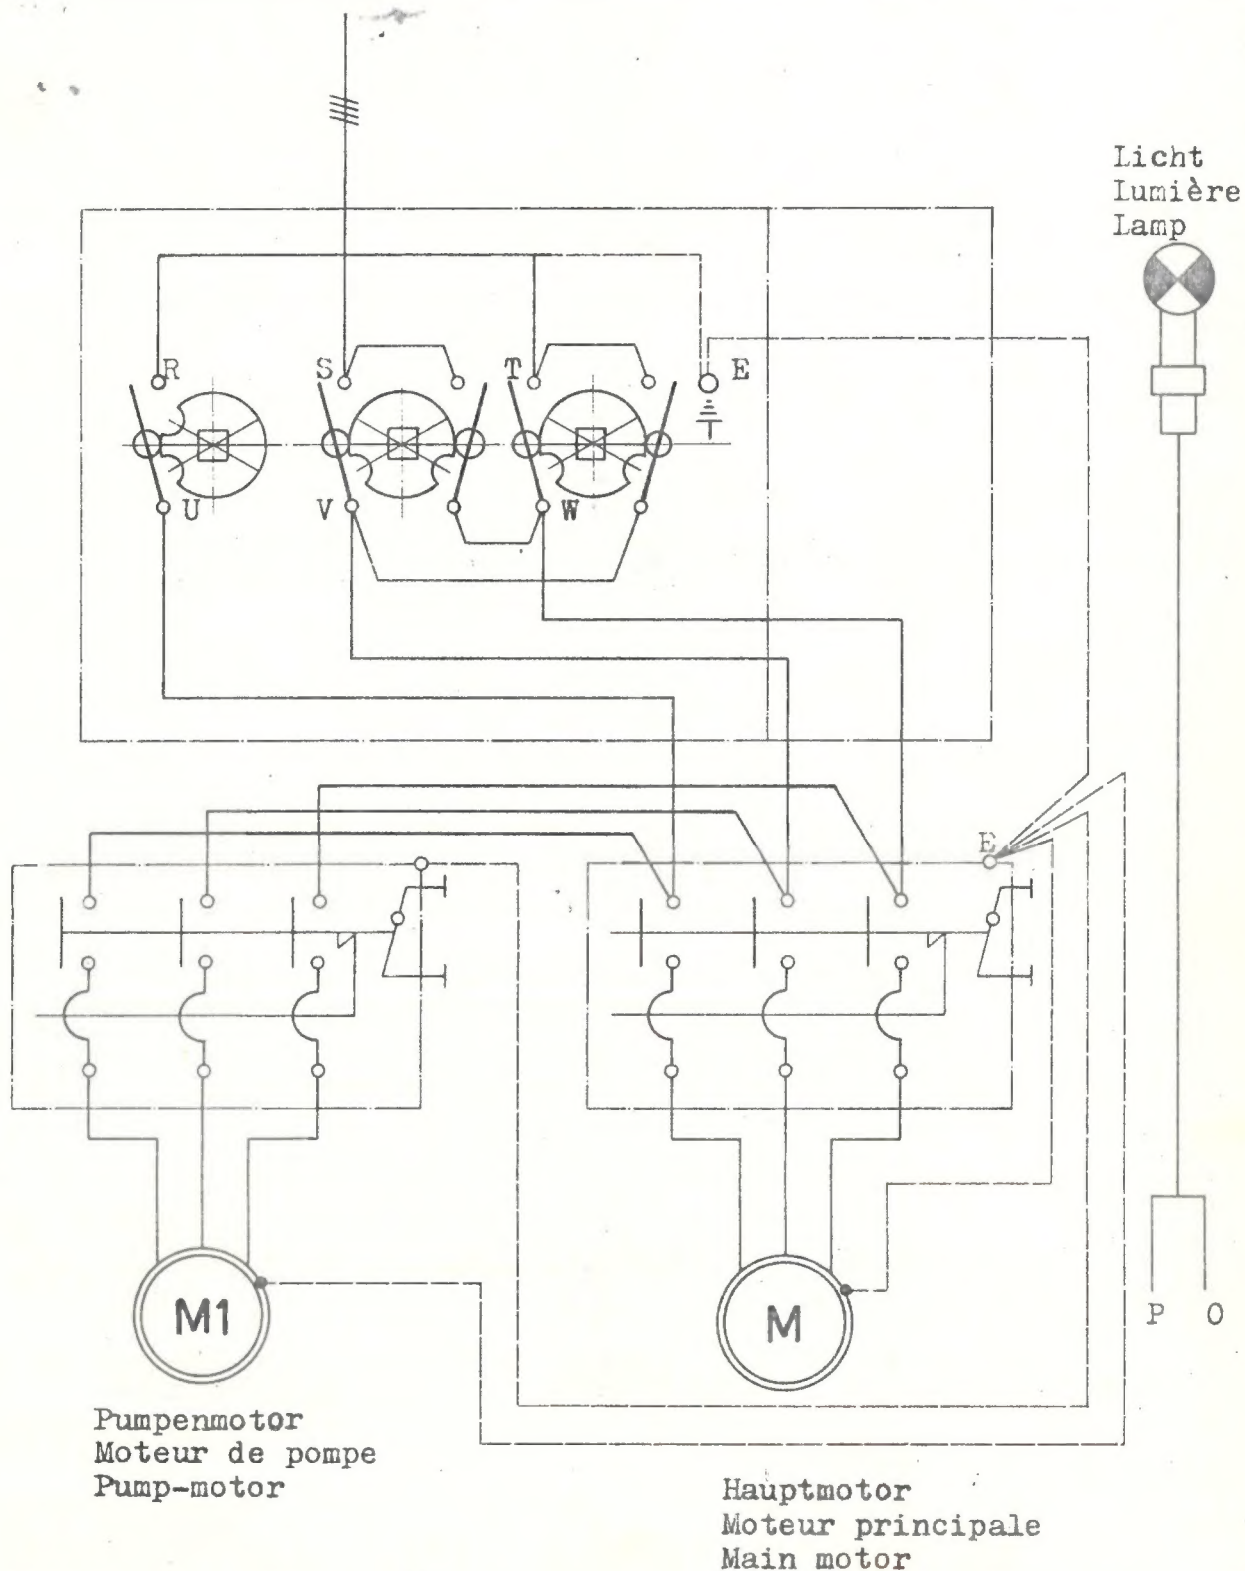 Licht
Lumière
Lamp
R
S
T
E
U
V
W
E
M1
M
P O
Pumpenmotor
Moteur de pompe
Pump-motor
Hauptmotor
Moteur principale
Main motor